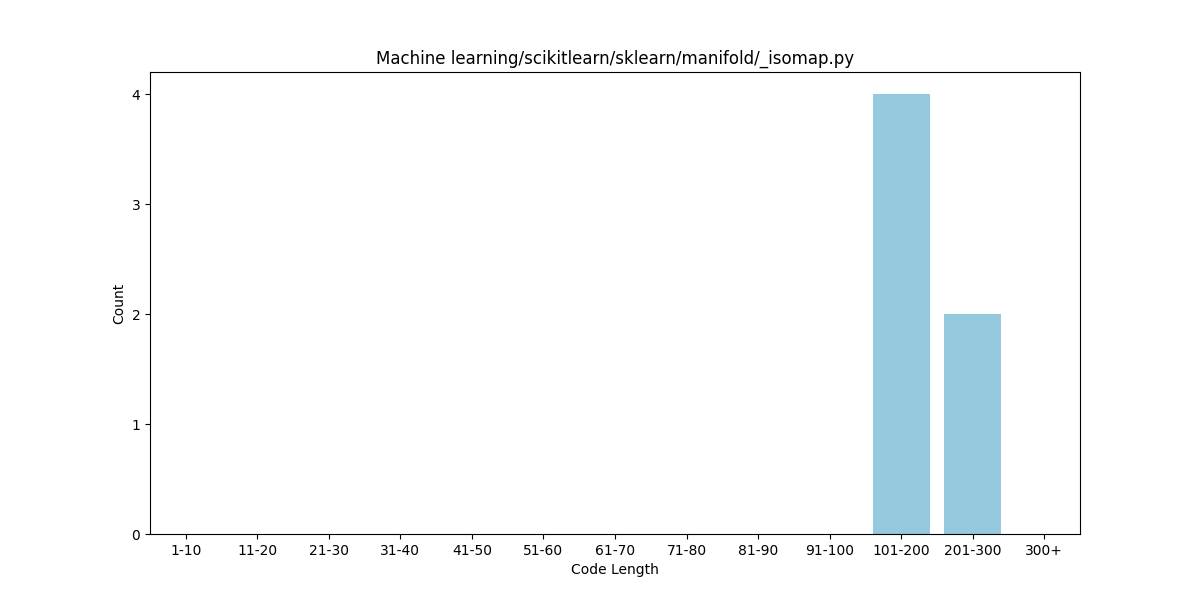 Machine learning/scikitlearn/sklearn/manifold/_isomap.py
4
3
2
1
0
Count
1-10 11-20 21-30 31-40 41-50 51-60 61-70 71-80 81-90 91-100 101-200 201-300 300+
Code Length